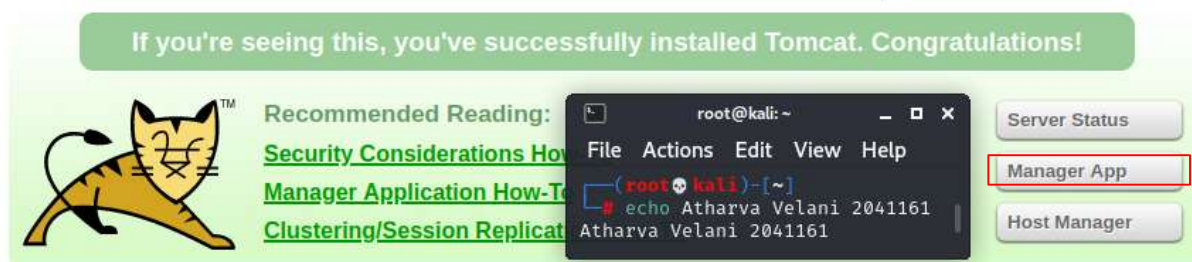 If you're seeing this, you've successfully installed Tomcat. Congratulations!
TM
Recommended Reading:
Security Considerations How-
Manager Application How-To
Clustering/Session Replicat
root@kali: ~
File Actions Edit View Help
(root💀kali)-[~]
# echo Atharva Velani 2041161
Atharva Velani 2041161
Server Status
Manager App
Host Manager